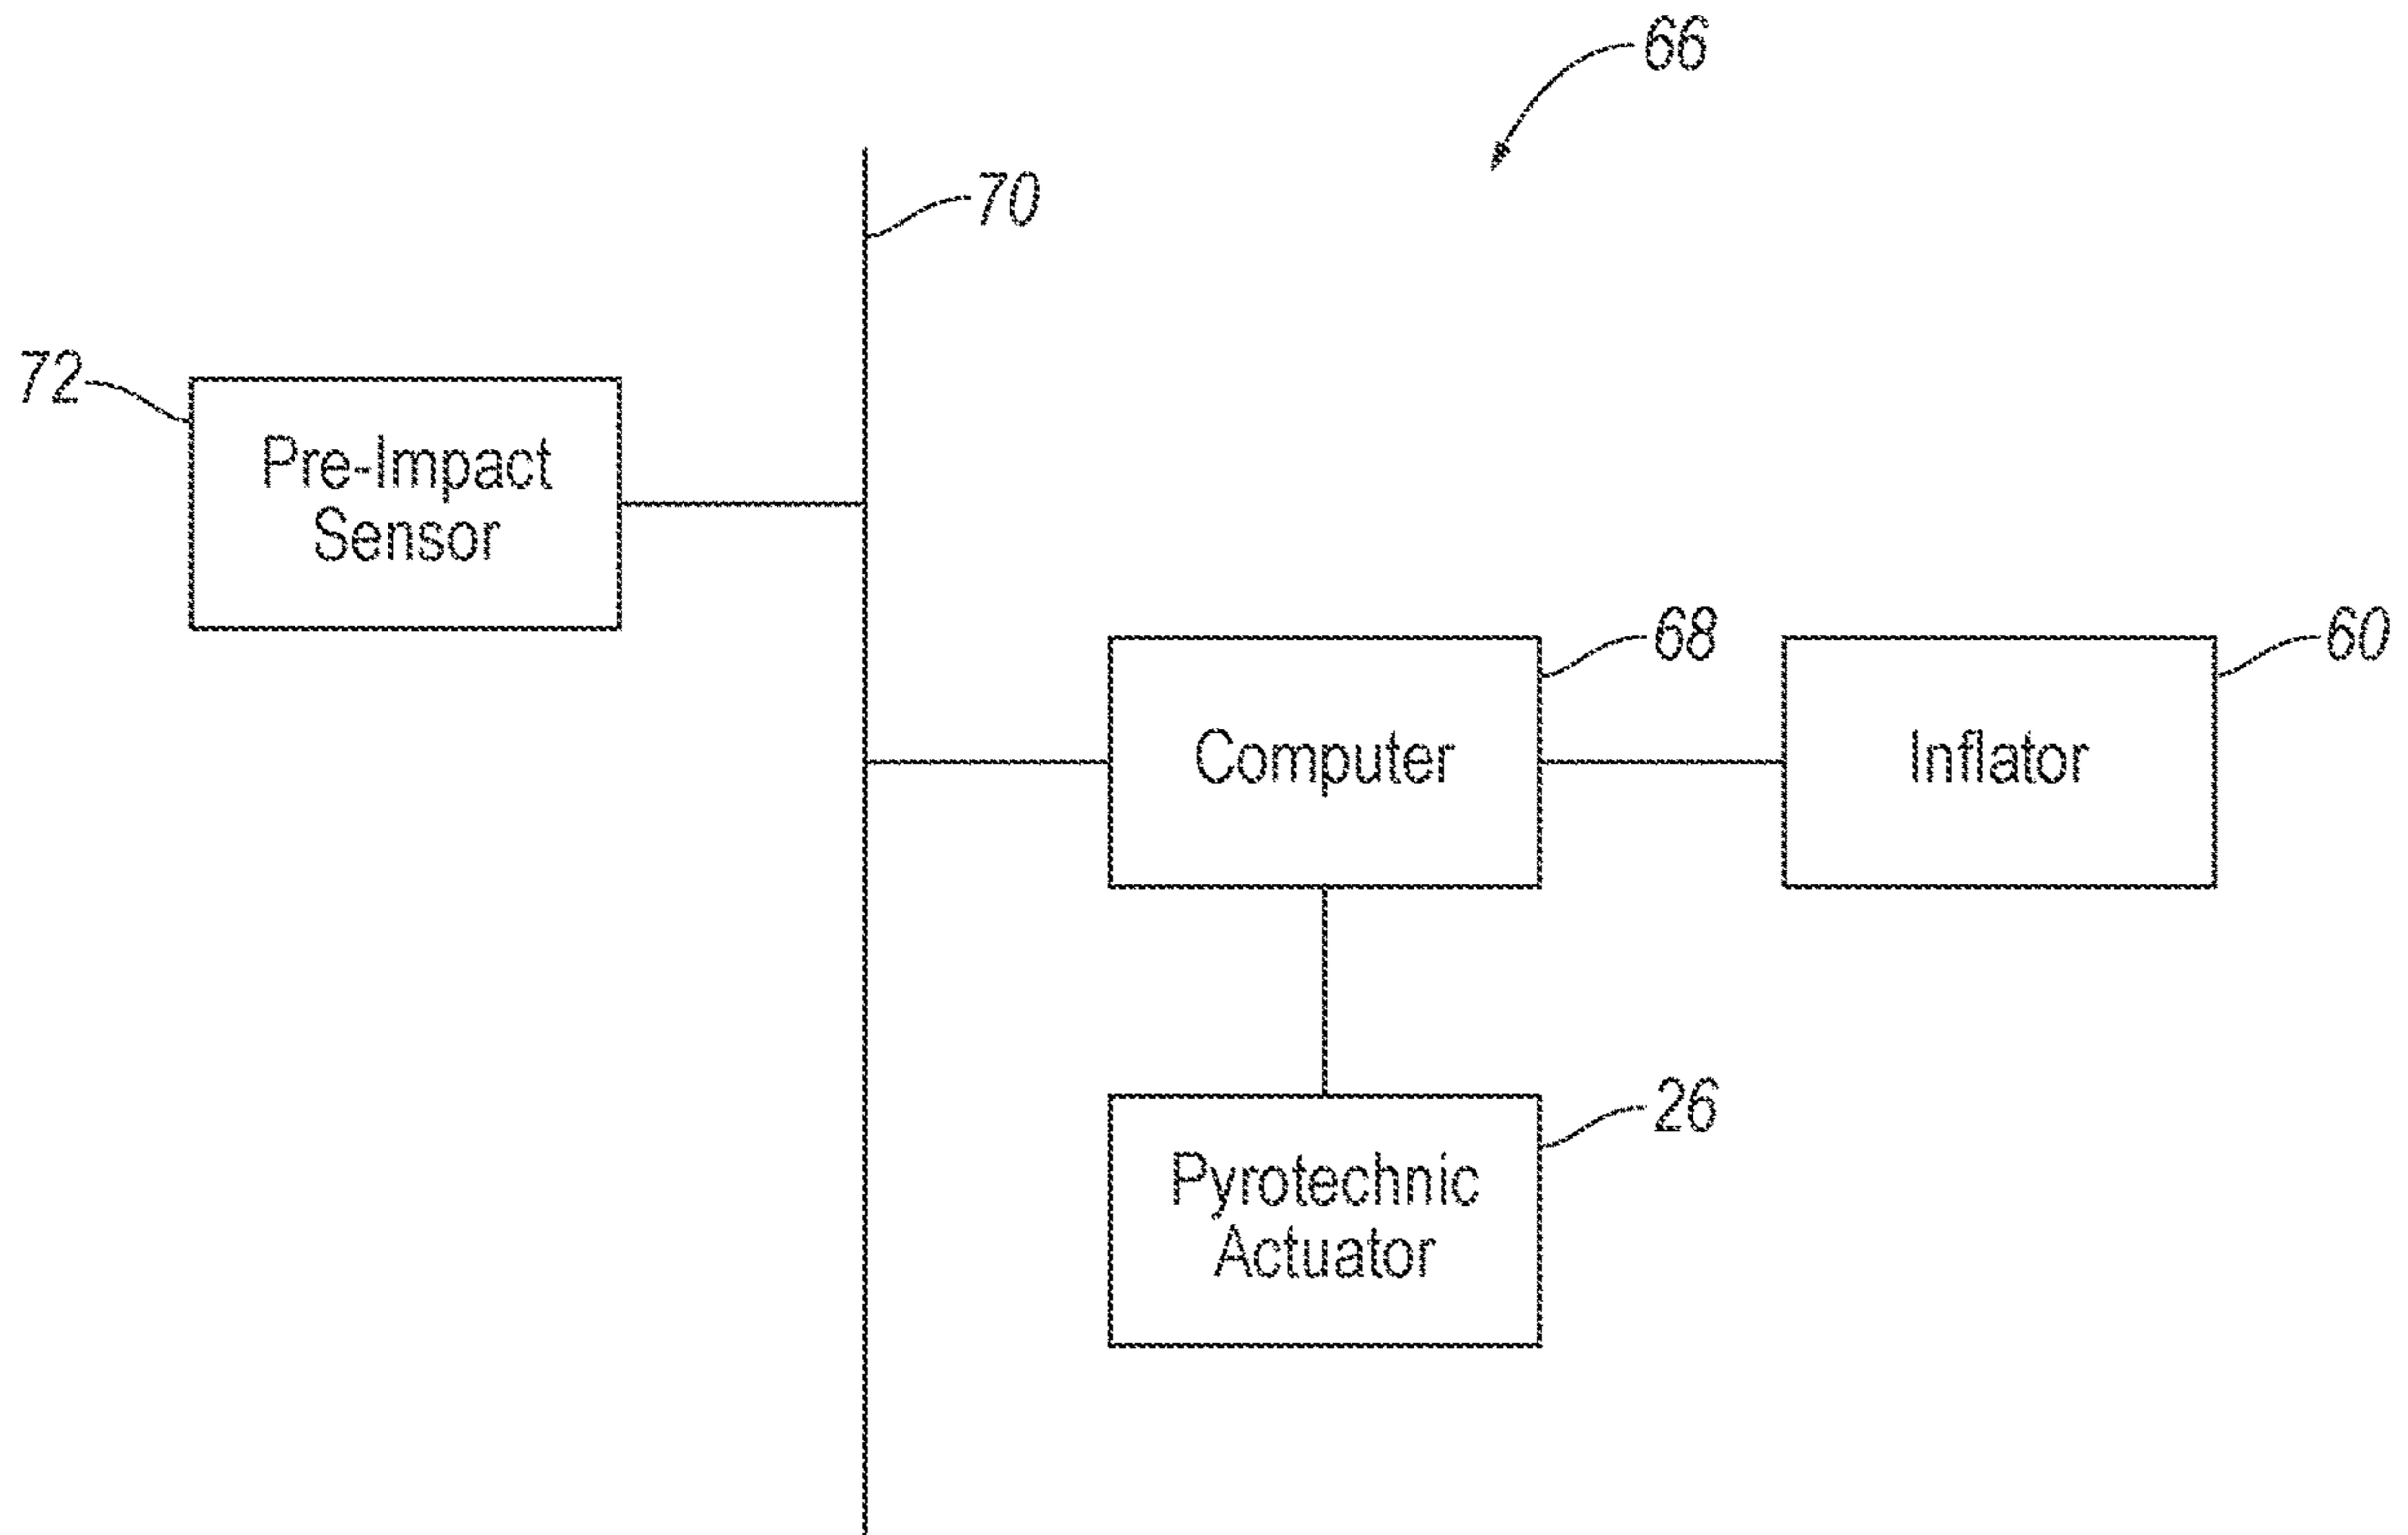 66
70
72
Pre-Impact
Sensor
68
60
Computer
Inflator
26
Pyrotechnic
Actuator